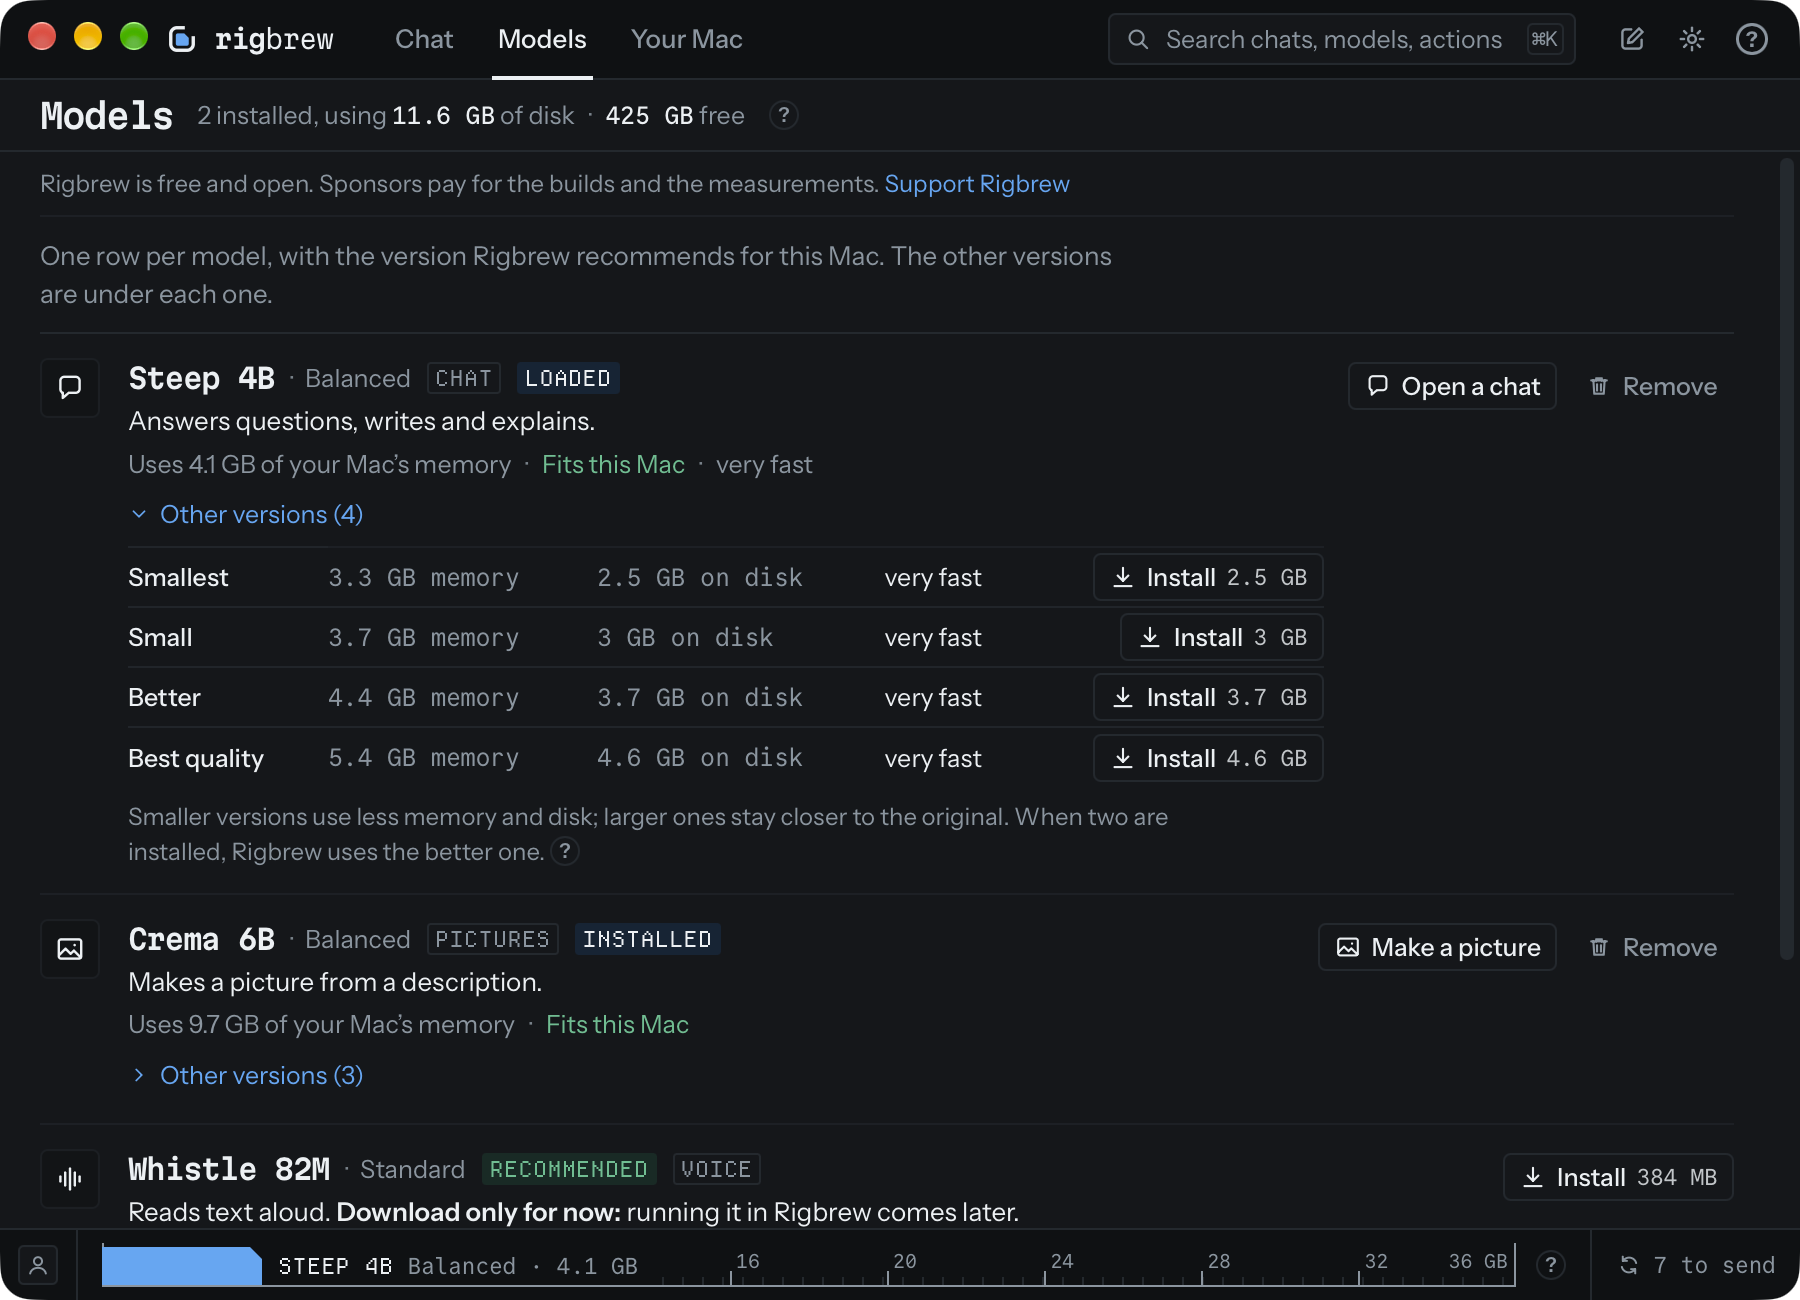 rigbrew Chat Models Your Mac Search chats, models, actions ⌘K ?
Models 2 installed, using 11.6 GB of disk · 425 GB free ?
Rigbrew is free and open. Sponsors pay for the builds and the measurements. Support Rigbrew
One row per model, with the version Rigbrew recommends for this Mac. The other versions
are under each one.
Steep 4B · Balanced CHAT LOADED Open a chat Remove
Answers questions, writes and explains.
Uses 4.1 GB of your Mac’s memory · Fits this Mac · very fast
Other versions (4)
Smallest 3.3 GB memory 2.5 GB on disk very fast Install 2.5 GB
Small 3.7 GB memory 3 GB on disk very fast Install 3 GB
Better 4.4 GB memory 3.7 GB on disk very fast Install 3.7 GB
Best quality 5.4 GB memory 4.6 GB on disk very fast Install 4.6 GB
Smaller versions use less memory and disk; larger ones stay closer to the original. When two are
installed, Rigbrew uses the better one. ?
Crema 6B · Balanced PICTURES INSTALLED Make a picture Remove
Makes a picture from a description.
Uses 9.7 GB of your Mac’s memory · Fits this Mac
Other versions (3)
Whistle 82M · Standard RECOMMENDED VOICE Install 384 MB
Reads text aloud. Download only for now: running it in Rigbrew comes later.
STEEP 4B Balanced · 4.1 GB 16 20 24 28 32 36 GB ? 7 to send